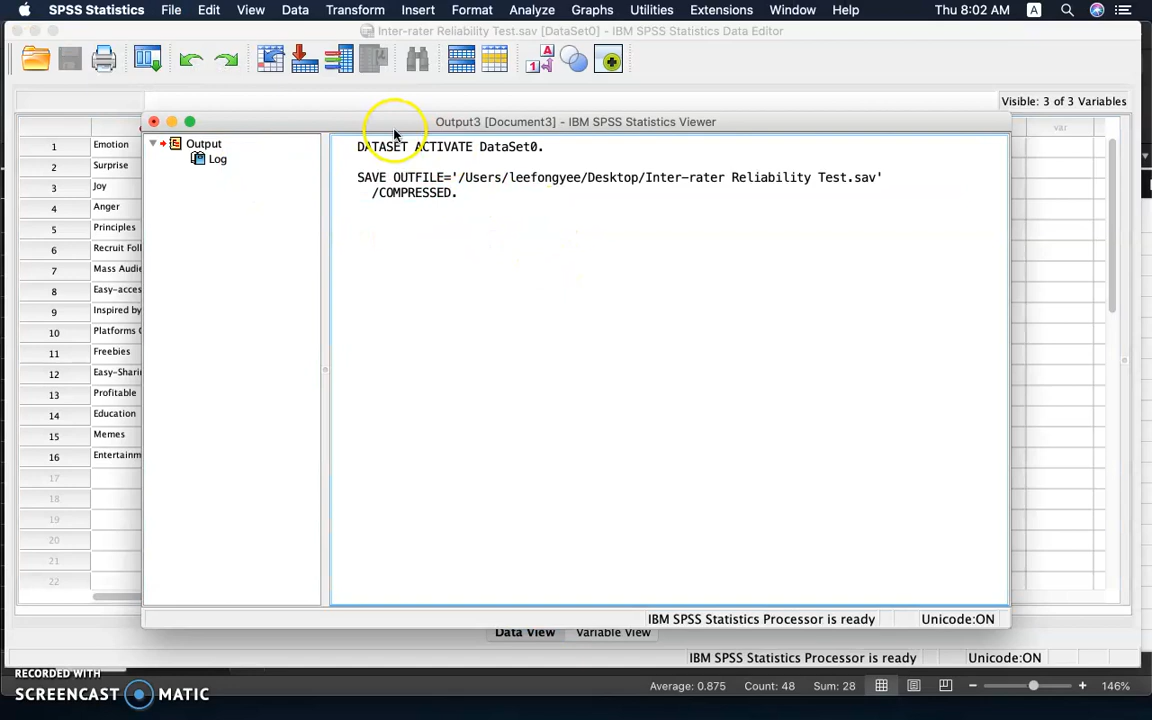 SPSS Statistics File Edit View Data Transform Insert Format Analyze Graphs Utilities Extensions Window Help Thu 8:02 AM A
Inter-rater Reliability Test.sav [DataSet0] - IBM SPSS Statistics Data Editor
Visible: 3 of 3 Variables
Output3 [Document3] - IBM SPSS Statistics Viewer
var
Output
Log
DATASET ACTIVATE DataSet0.
SAVE OUTFILE='/Users/leefongyee/Desktop/Inter-rater Reliability Test.sav'
/COMPRESSED.
1 Emotion
2 Surprise
3 Joy
4 Anger
5 Principles
6 Recruit Foll
7 Mass Audie
8 Easy-acces
9 Inspired by
10 Platforms
11 Freebies
12 Easy-Sharin
13 Profitable
14 Education
15 Memes
16 Entertainm
17
18
19
20
21
22
IBM SPSS Statistics Processor is ready Unicode:ON
Data View Variable View
IBM SPSS Statistics Processor is ready Unicode:ON
RECORDED WITH
SCREENCAST MATIC
Average: 0.875 Count: 48 Sum: 28 146%